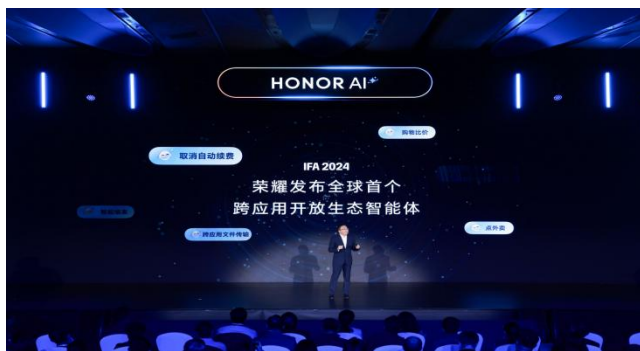 HONOR AI
购物比价
取消自动续费
IFA 2024
荣耀发布全球首个
跨应用开放生态智能体
点外卖
跨应用文件传输